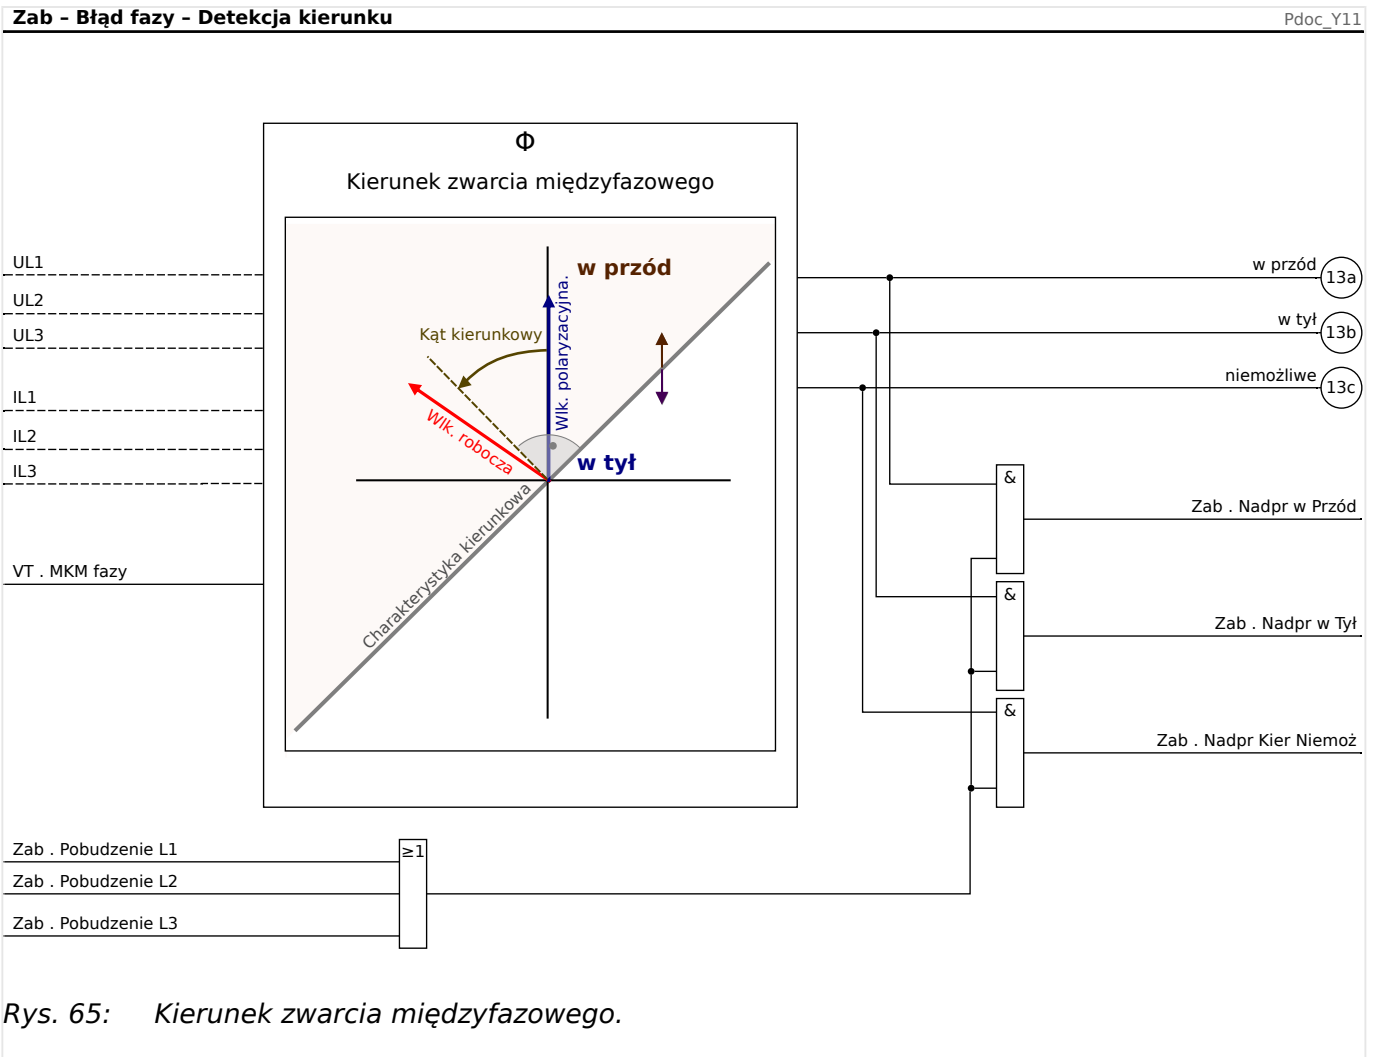 Zab – Błąd fazy – Detekcja kierunku
Pdoc_Y11
Φ
Kierunek zwarcia międzyfazowego
UL1
UL2
UL3
IL1
IL2
IL3
VT . MKM fazy
w przód
Kąt kierunkowy
Wlk. polaryzacyjna.
Wlk. robocza
w tył
Charakterystyka kierunkowa
w przód
13a
w tył
13b
niemożliwe
13c
&
Zab . Nadpr w Przód
&
Zab . Nadpr w Tył
&
Zab . Nadpr Kier Niemoż
Zab . Pobudzenie L1
≥1
Zab . Pobudzenie L2
Zab . Pobudzenie L3
Rys. 65: Kierunek zwarcia międzyfazowego.